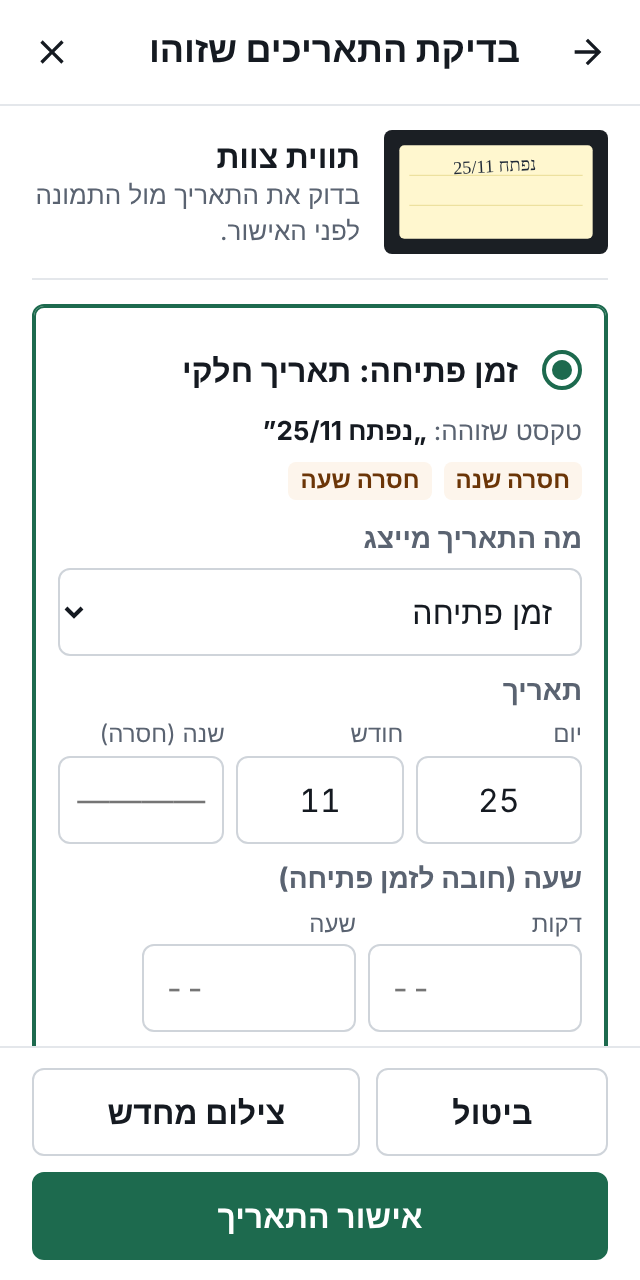 בדיקת התאריכים שזוהו
נפתח 25/11
תווית צוות
בדוק את התאריך מול התמונה
לפני האישור.
זמן פתיחה: תאריך חלקי
טקסט שזוהה: „נפתח 25/11”
חסרה שנה
חסרה שעה
מה התאריך מייצג
זמן פתיחה
תאריך
יום
חודש
שנה (חסרה)
25
11
————
שעה (חובה לזמן פתיחה)
דקות
שעה
--
--
ביטול
צילום מחדש
אישור התאריך